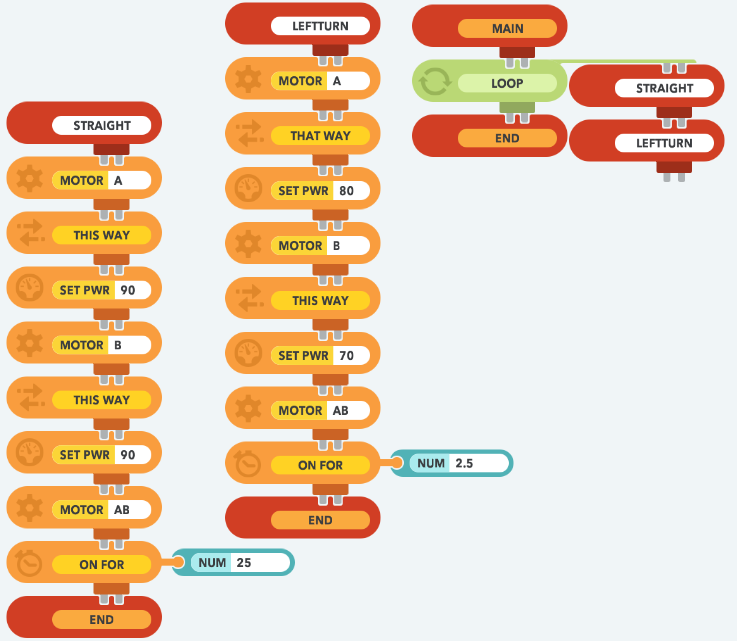 STRAIGHT
MOTOR A
THIS WAY
SET PWR 90
MOTOR B
THIS WAY
SET PWR 90
MOTOR AB
ON FOR NUM 25
END
LEFTTURN
MOTOR A
THAT WAY
SET PWR 80
MOTOR B
THIS WAY
SET PWR 70
MOTOR AB
ON FOR NUM 2.5
END
MAIN
LOOP
END
STRAIGHT
LEFTTURN